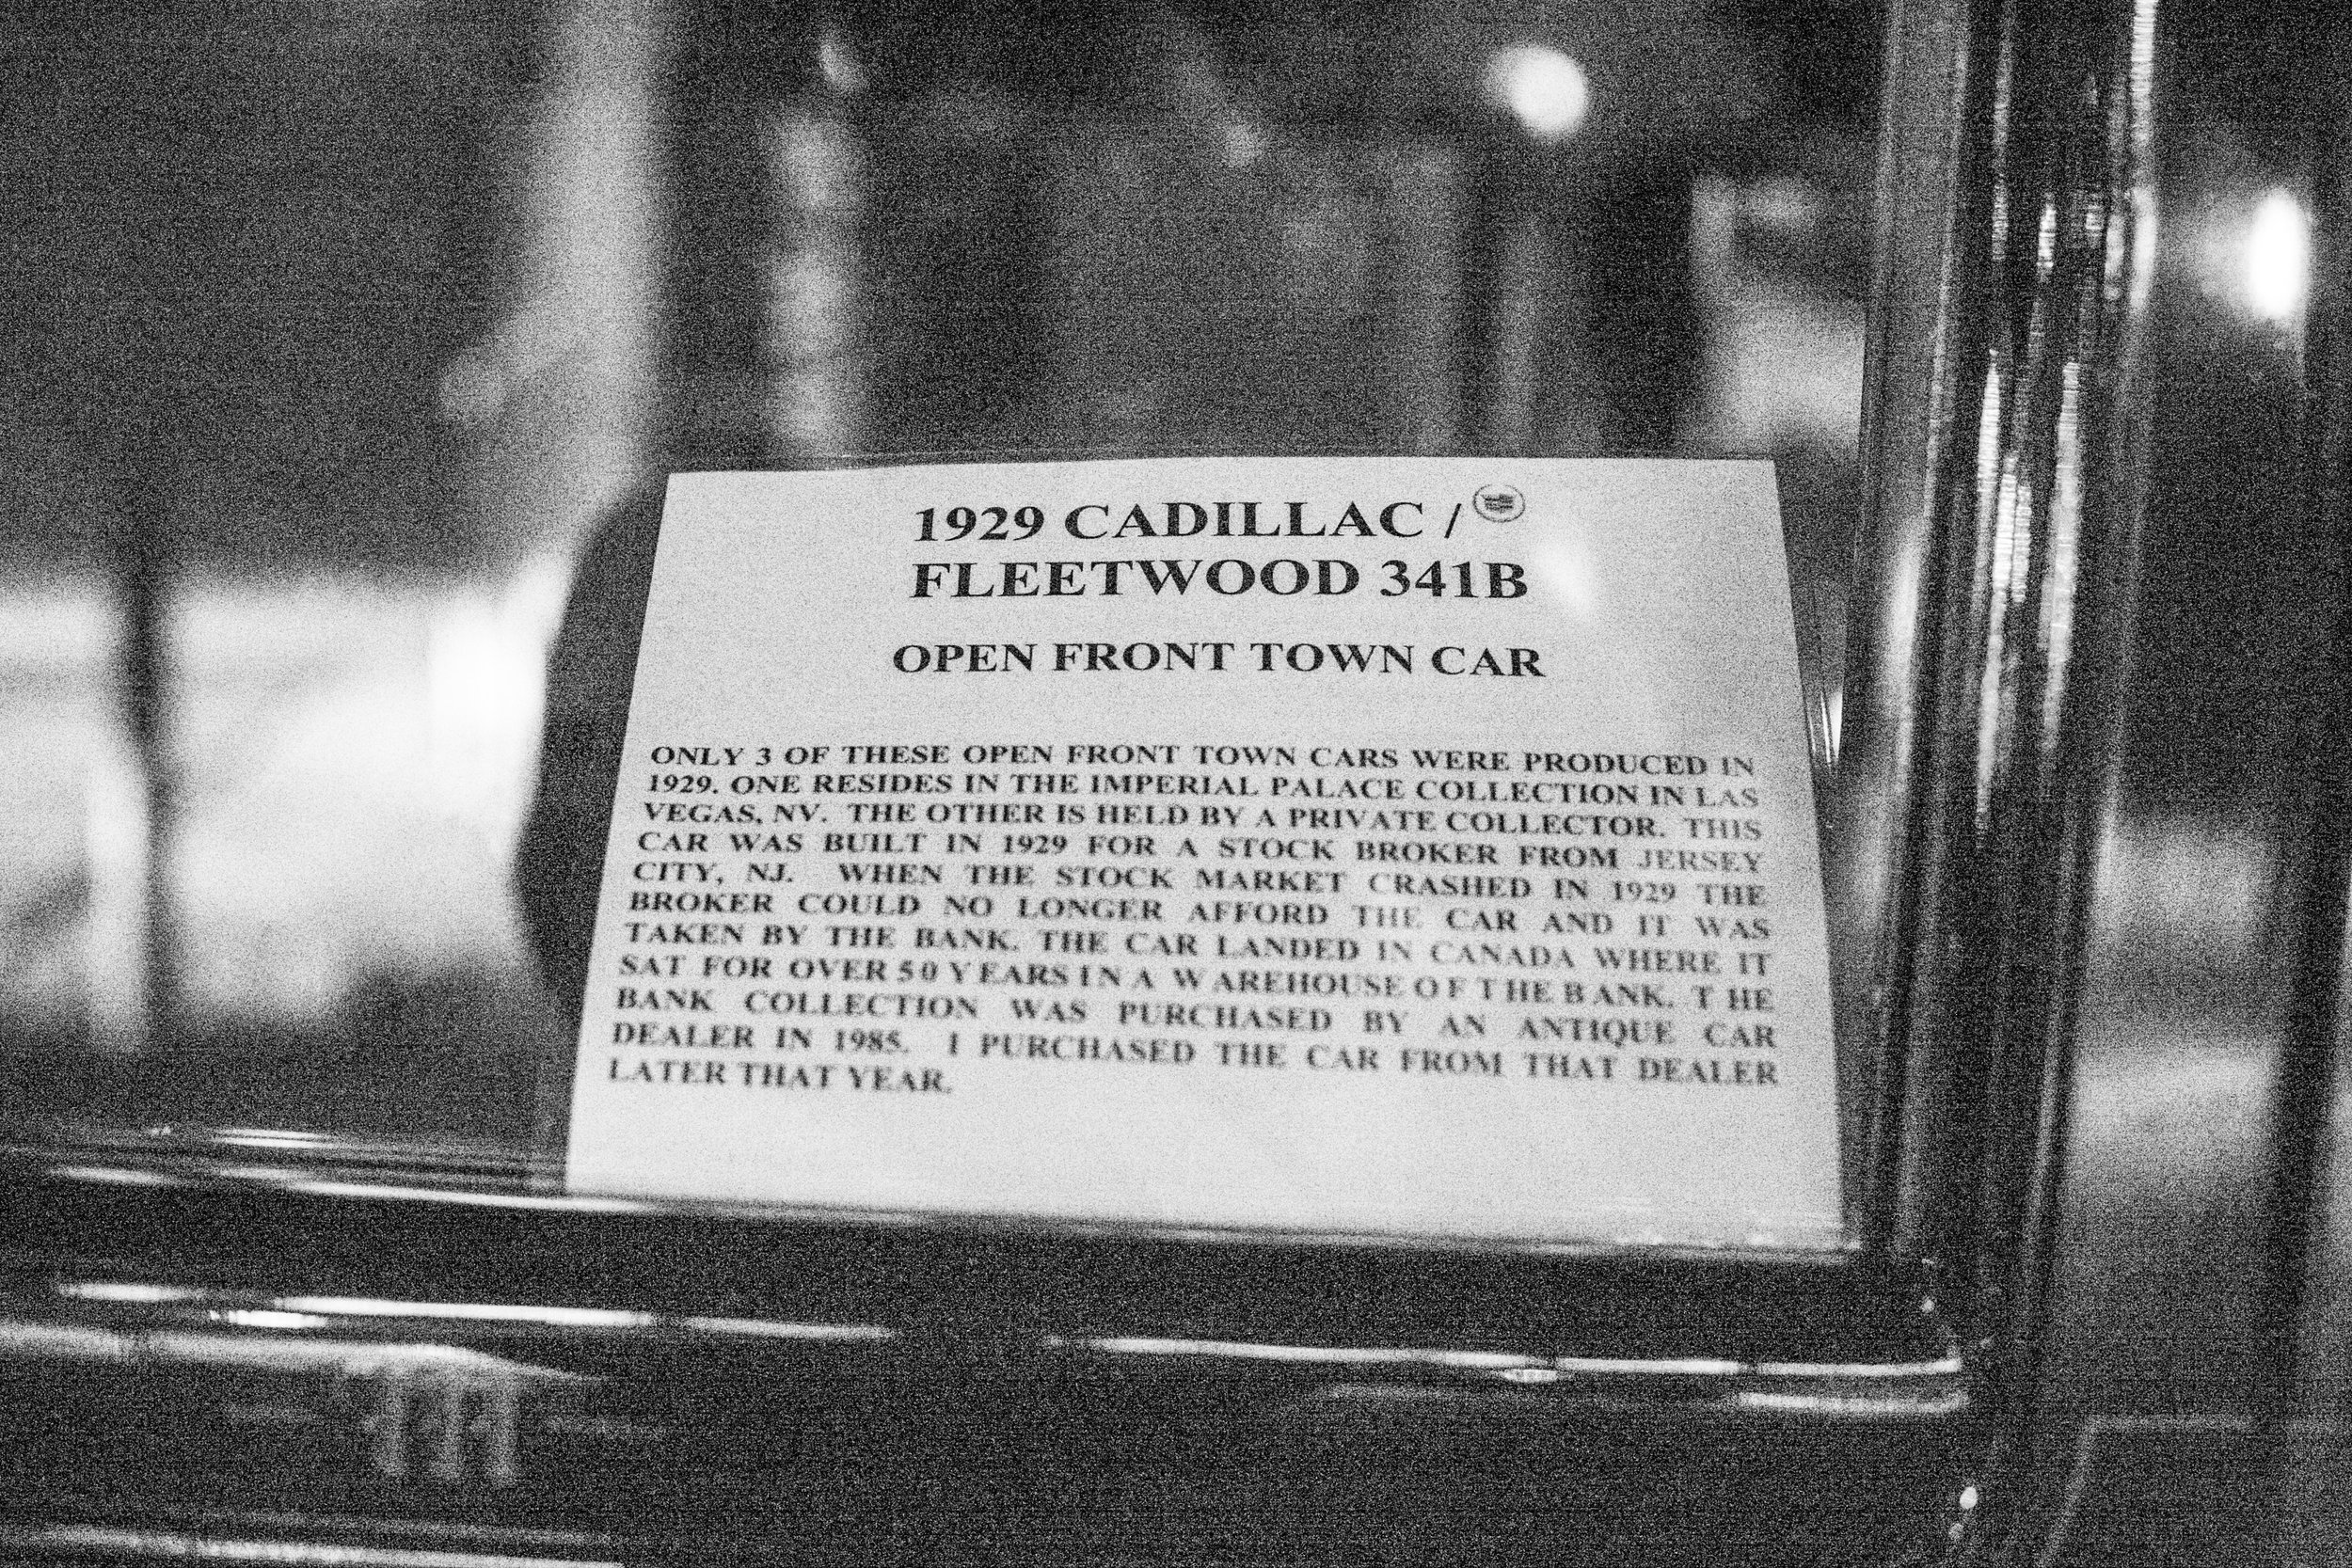 1929 CADILLAC /
FLEETWOOD 341B
OPEN FRONT TOWN CAR
ONLY 3 OF THESE OPEN FRONT TOWN CARS WERE PRODUCED IN
1929. ONE RESIDES IN THE IMPERIAL PALACE COLLECTION IN LAS
VEGAS, NV. THE OTHER IS HELD BY A PRIVATE COLLECTOR. THIS
CAR WAS BUILT IN 1929 FOR A STOCK BROKER FROM JERSEY
CITY, NJ. WHEN THE STOCK MARKET CRASHED IN 1929 THE
BROKER COULD NO LONGER AFFORD THE CAR AND IT WAS
TAKEN BY THE BANK. THE CAR LANDED IN CANADA WHERE IT
SAT FOR OVER 50 YEARS IN A WAREHOUSE OF THE BANK. THE
BANK COLLECTION WAS PURCHASED BY AN ANTIQUE CAR
DEALER IN 1985. I PURCHASED THE CAR FROM THAT DEALER
LATER THAT YEAR.